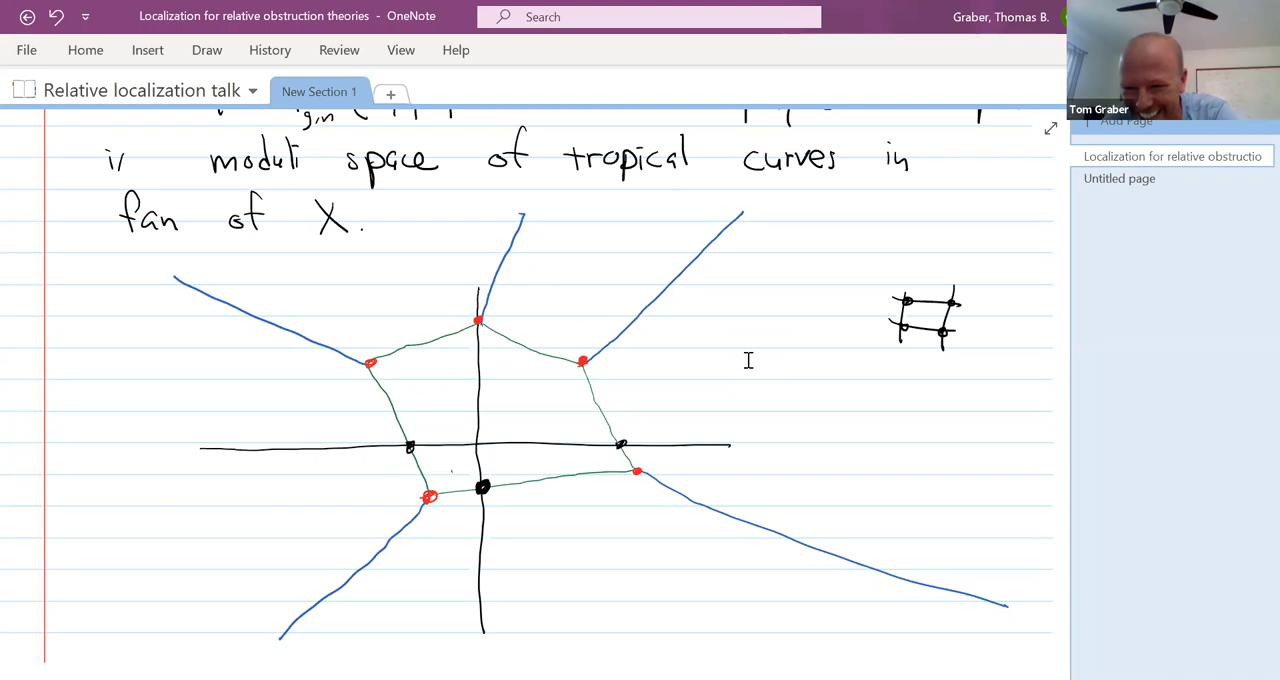 Localization for relative obstruction theories - OneNote
Search
Graber, Thomas B.
File Home Insert Draw History Review View Help
Relative localization talk
New Section 1
Tom Graber
Add Page
Localization for relative obstructio
Untitled page
is moduli space of tropical curves in
fan of X.